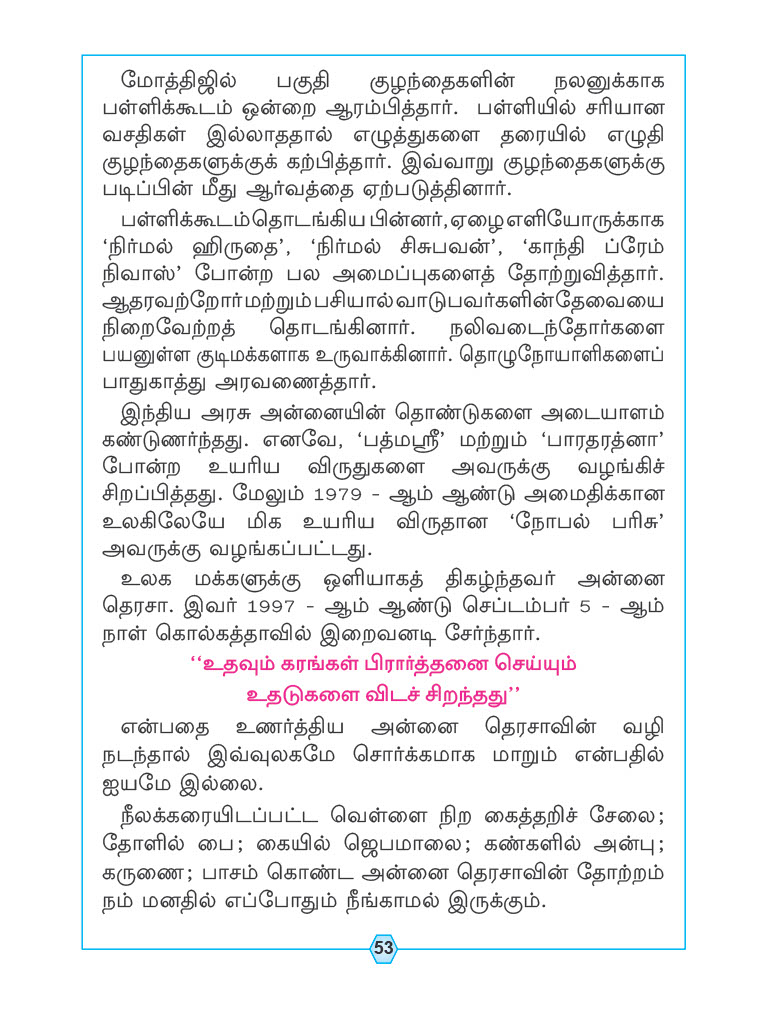 மோத்திஜில் பகுதி குழந்தைகளின் நலனுக்காக
பள்ளிக்கூடம் ஒன்றை ஆரம்பித்தார். பள்ளியில் சரியான
வசதிகள் இல்லாததால் எழுத்துகளை தரையில் எழுதி
குழந்தைகளுக்குக் கற்பித்தார். இவ்வாறு குழந்தைகளுக்கு
படிப்பின் மீது ஆர்வத்தை ஏற்படுத்தினார்.
பள்ளிக்கூடம் தொடங்கிய பின்னர், ஏழை எளியோருக்காக
‘நிர்மல் ஹிருதை’, ‘நிர்மல் சிசுபவன்’, ‘காந்தி ப்ரேம்
நிவாஸ்’ போன்ற பல அமைப்புகளைத் தோற்றுவித்தார்.
ஆதரவற்றோர் மற்றும் பசியால் வாடுபவர்களின் தேவையை
நிறைவேற்றத் தொடங்கினார். நலிவடைந்தோர்களை
பயனுள்ள குடிமக்களாக உருவாக்கினார். தொழுநோயாளிகளைப்
பாதுகாத்து அரவணைத்தார்.
இந்திய அரசு அன்னையின் தொண்டுகளை அடையாளம்
கண்டுணர்ந்தது. எனவே, ‘பத்மஸ்ரீ’ மற்றும் ‘பாரதரத்னா’
போன்ற உயரிய விருதுகளை அவருக்கு வழங்கிச்
சிறப்பித்தது. மேலும் 1979 - ஆம் ஆண்டு அமைதிக்கான
உலகிலேயே மிக உயரிய விருதான ‘நோபல் பரிசு’
அவருக்கு வழங்கப்பட்டது.
உலக மக்களுக்கு ஒளியாகத் திகழ்ந்தவர் அன்னை
தெரசா. இவர் 1997 - ஆம் ஆண்டு செப்டம்பர் 5 - ஆம்
நாள் கொல்கத்தாவில் இறைவனடி சேர்ந்தார்.
‘‘உதவும் கரங்கள் பிரார்த்தனை செய்யும்
உதடுகளை விடச் சிறந்தது’’
என்பதை உணர்த்திய அன்னை தெரசாவின் வழி
நடந்தால் இவ்வுலகமே சொர்க்கமாக மாறும் என்பதில்
ஐயமே இல்லை.
நீலக்கரையிடப்பட்ட வெள்ளை நிற கைத்தறிச் சேலை;
தோளில் பை; கையில் ஜெபமாலை; கண்களில் அன்பு;
கருணை; பாசம் கொண்ட அன்னை தெரசாவின் தோற்றம்
நம் மனதில் எப்போதும் நீங்காமல் இருக்கும்.
53